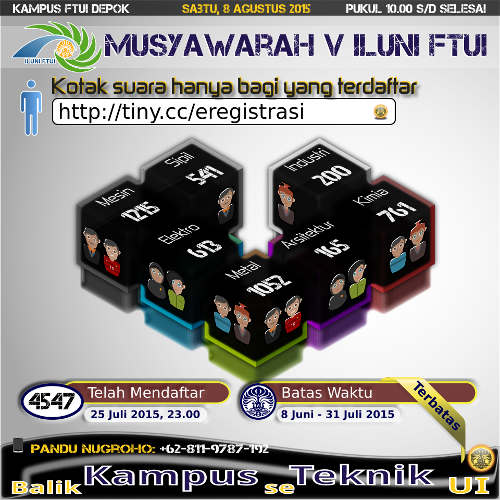 KAMPUS FTUI DEPOK SABTU, 8 AGUSTUS 2015 PUKUL 10.00 S/D SELESAI
MUSYAWARAH V ILUNI FTUI
ILUNI FTUI
Kotak suara hanya bagi yang terdaftar
http://tiny.cc/eregistrasi
Sipil
541
Industri
200
Mesin
1215
Kimia
761
Elektro
613
Arsitektur
165
Metal
1052
4547
Telah Mendaftar
25 Juli 2015, 23.00
Batas Waktu
8 Juni - 31 Juli 2015
Terbatas
PANDU NUGROHO: +62-811-9787-192
Balik Kampus se Teknik UI